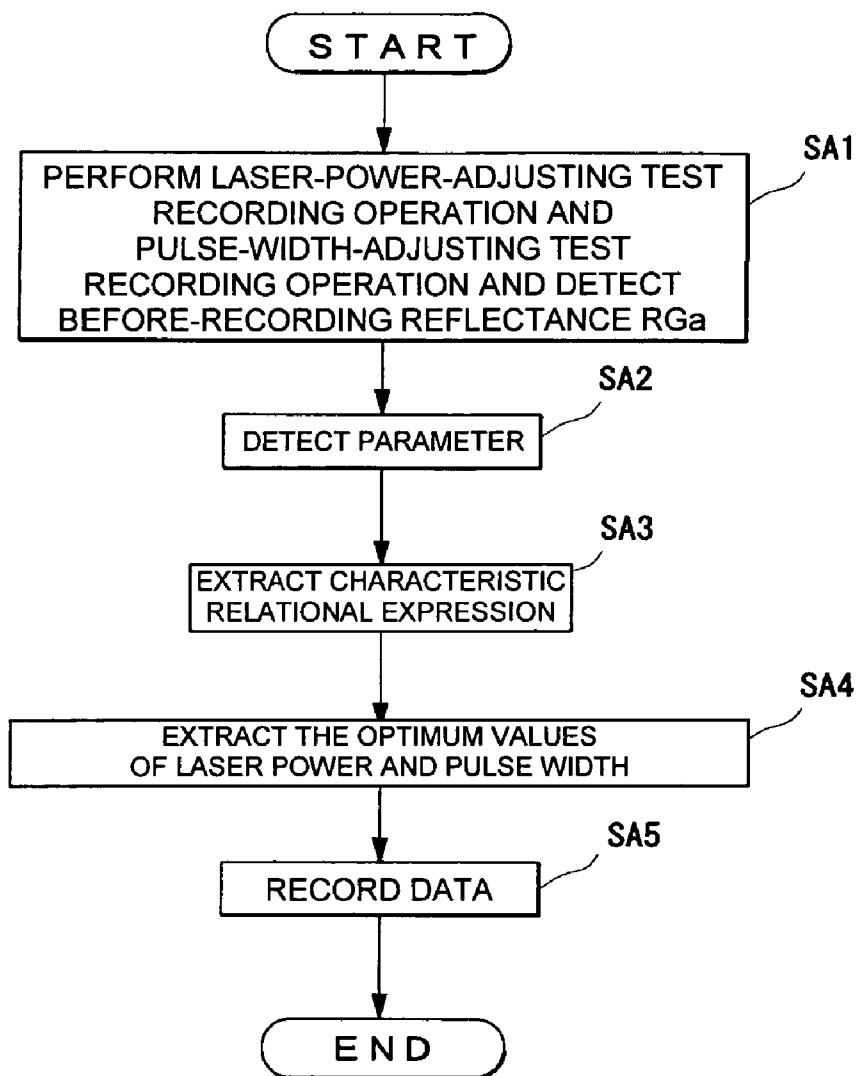 START
SA1
PERFORM LASER-POWER-ADJUSTING TEST
RECORDING OPERATION AND
PULSE-WIDTH-ADJUSTING TEST
RECORDING OPERATION AND DETECT
BEFORE-RECORDING REFLECTANCE RGa
SA2
DETECT PARAMETER
SA3
EXTRACT CHARACTERISTIC
RELATIONAL EXPRESSION
SA4
EXTRACT THE OPTIMUM VALUES
OF LASER POWER AND PULSE WIDTH
SA5
RECORD DATA
END